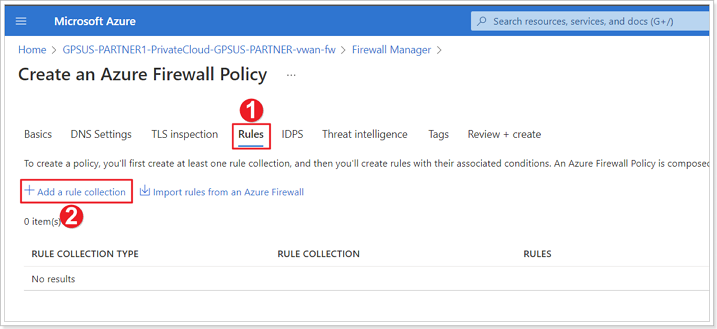 Microsoft Azure
Search resources, services, and docs (G+/)
Home > GPSUS-PARTNER1-PrivateCloud-GPSUS-PARTNER-vwan-fw > Firewall Manager >
Create an Azure Firewall Policy ...
1
Basics DNS Settings TLS inspection Rules IDPS Threat intelligence Tags Review + create
To create a policy, you'll first create at least one rule collection, and then you'll create rules with their associated conditions. An Azure Firewall Policy is compose
+ Add a rule collection Import rules from an Azure Firewall
2
0 item(s)
RULE COLLECTION TYPE RULE COLLECTION RULES
No results